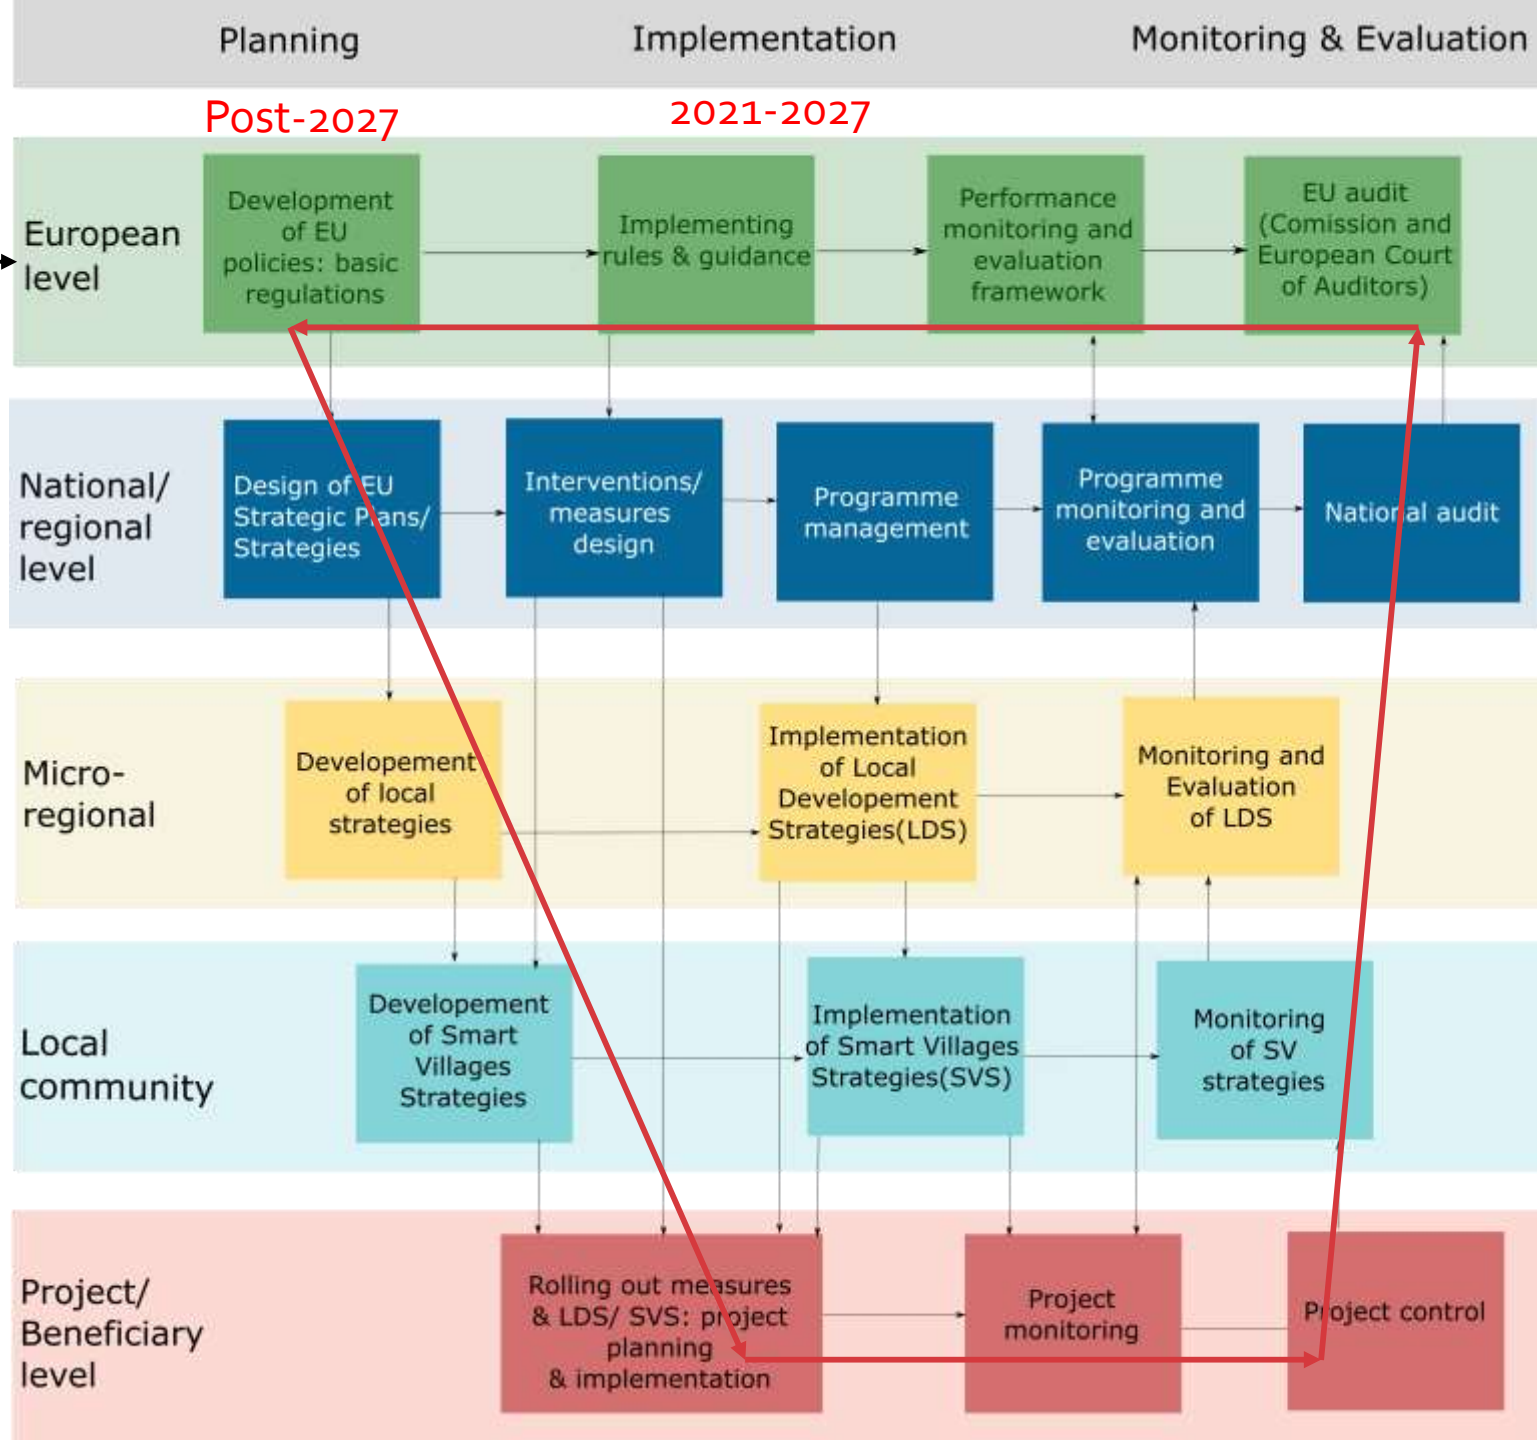 Planning
Implementation
Monitoring & Evaluation
Post-2027
2021-2027
European
level
Development
of EU
policies: basic
regulations
Implementing
rules & guidance
Performance
monitoring and
evaluation
framework
EU audit
(Comission and
European Court
of Auditors)
National/
regional
level
Design of EU
Strategic Plans/
Strategies
Interventions/
measures
design
Programme
management
Programme
monitoring and
evaluation
National audit
Micro-
regional
Developement
of local
strategies
Implementation
of Local
Developement
Strategies(LDS)
Monitoring and
Evaluation
of LDS
Local
community
Developement
of Smart
Villages
Strategies
Implementation
of Smart Villages
Strategies(SVS)
Monitoring
of SV
strategies
Project/
Beneficiary
level
Rolling out measures
& LDS/ SVS: project
planning
& implementation
Project
monitoring
Project control